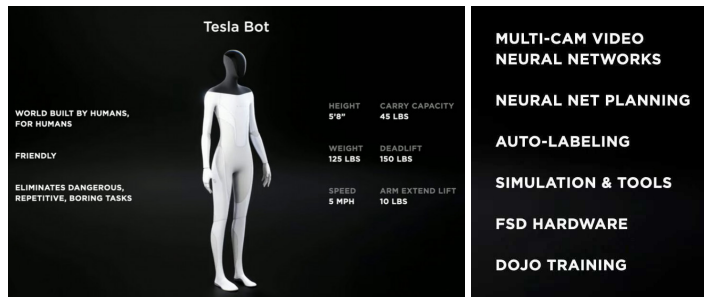 Tesla Bot
WORLD BUILT BY HUMANS,
FOR HUMANS
FRIENDLY
ELIMINATES DANGEROUS,
REPETITIVE, BORING TASKS
HEIGHT
5'8"
CARRY CAPACITY
45 LBS
WEIGHT
125 LBS
DEADLIFT
150 LBS
SPEED
5 MPH
ARM EXTEND LIFT
10 LBS
MULTI-CAM VIDEO
NEURAL NETWORKS
NEURAL NET PLANNING
AUTO-LABELING
SIMULATION & TOOLS
FSD HARDWARE
DOJO TRAINING